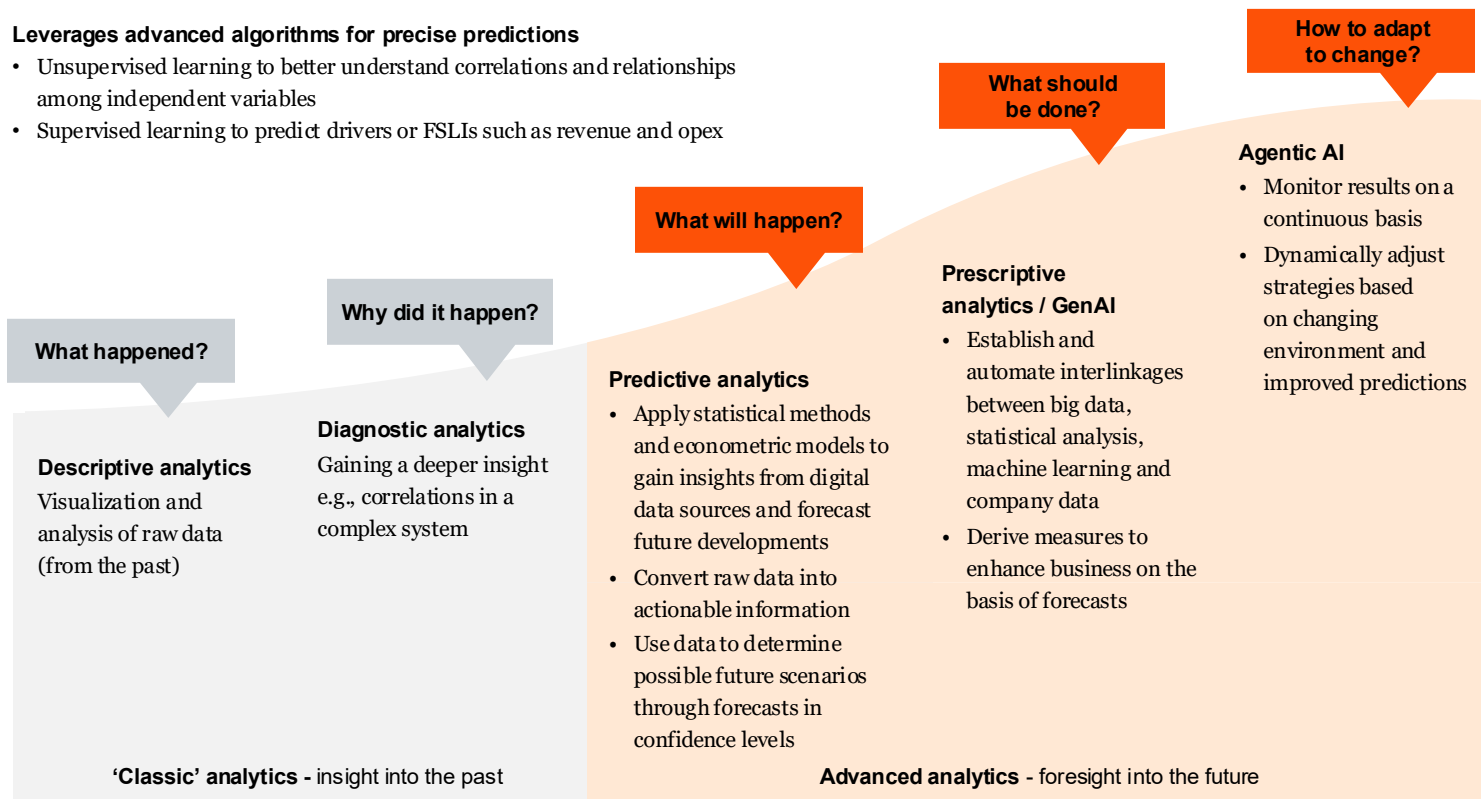 Leverages advanced algorithms for precise predictions
• Unsupervised learning to better understand correlations and relationships
among independent variables
• Supervised learning to predict drivers or FSLIs such as revenue and opex
What happened?
Descriptive analytics
Visualization and
analysis of raw data
(from the past)
Why did it happen?
Diagnostic analytics
Gaining a deeper insight
e.g., correlations in a
complex system
‘Classic’ analytics - insight into the past
What will happen?
Predictive analytics
• Apply statistical methods
and econometric models to
gain insights from digital
data sources and forecast
future developments
• Convert raw data into
actionable information
• Use data to determine
possible future scenarios
through forecasts in
confidence levels
What should
be done?
Prescriptive
analytics / GenAI
• Establish and
automate interlinkages
between big data,
statistical analysis,
machine learning and
company data
• Derive measures to
enhance business on the
basis of forecasts
How to adapt
to change?
Agentic AI
• Monitor results on a
continuous basis
• Dynamically adjust
strategies based
on changing
environment and
improved predictions
Advanced analytics - foresight into the future